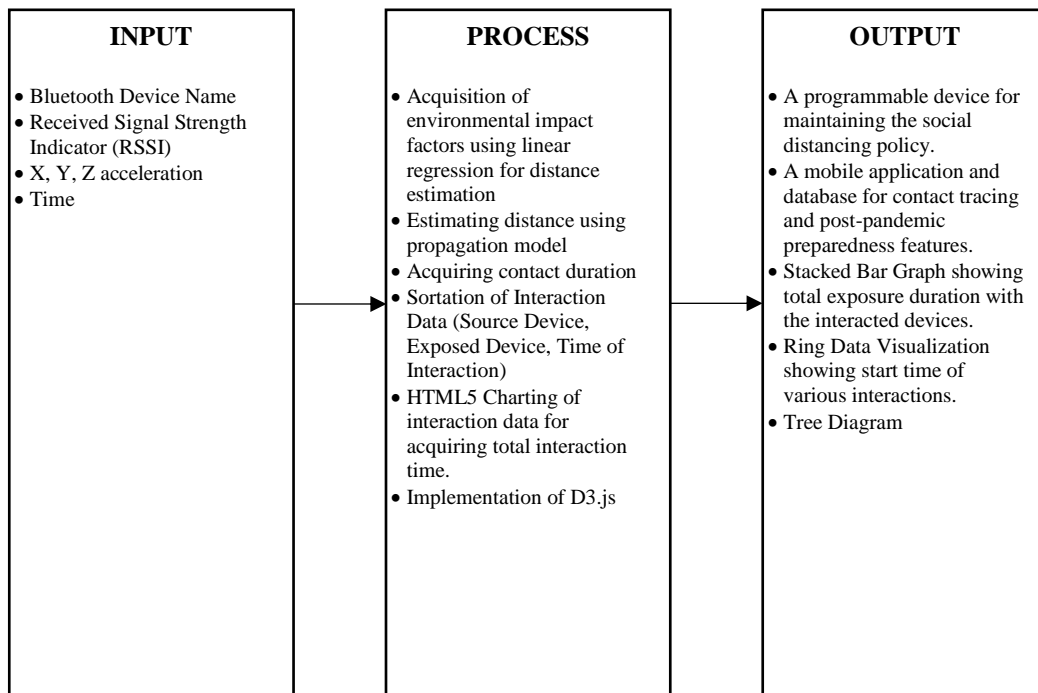 INPUT
• Bluetooth Device Name
• Received Signal Strength
Indicator (RSSI)
• X, Y, Z acceleration
• Time
PROCESS
• Acquisition of
environmental impact
factors using linear
regression for distance
estimation
• Estimating distance using
propagation model
• Acquiring contact duration
• Sortation of Interaction
Data (Source Device,
Exposed Device, Time of
Interaction)
• HTML5 Charting of
interaction data for
acquiring total interaction
time.
• Implementation of D3.js
OUTPUT
• A programmable device for
maintaining the social
distancing policy.
• A mobile application and
database for contact tracing
and post-pandemic
preparedness features.
• Stacked Bar Graph showing
total exposure duration with
the interacted devices.
• Ring Data Visualization
showing start time of
various interactions.
• Tree Diagram